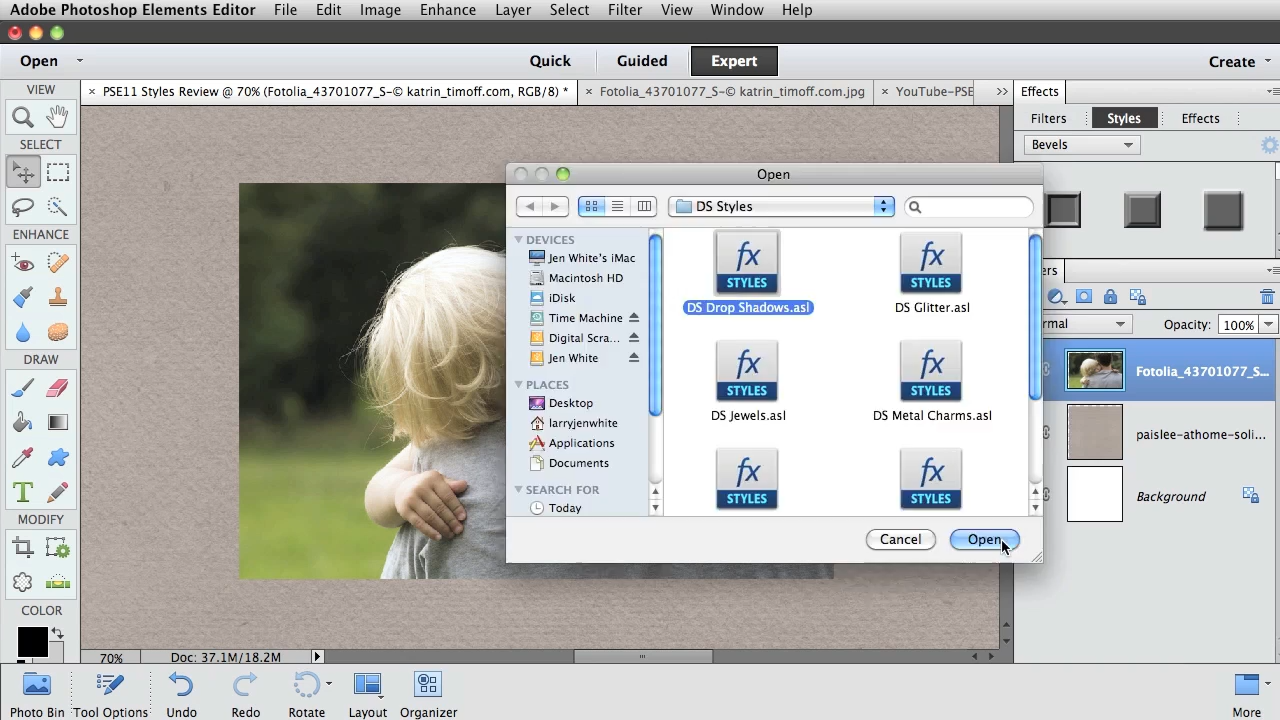 Adobe Photoshop Elements Editor File Edit Image Enhance Layer Select Filter View Window Help
Open Quick Guided Expert Create
VIEW
× PSE11 Styles Review @ 70% (Fotolia_43701077_S-© katrin_timoff.com, RGB/8) * × Fotolia_43701077_S-© katrin_timoff.com.jpg × YouTube-PSE
Effects
Filters Styles Effects
Bevels
SELECT
ENHANCE
DRAW
MODIFY
COLOR
Open
DS Styles
DEVICES
Jen White's iMac
Macintosh HD
iDisk
Time Machine
Digital Scra...
Jen White
PLACES
Desktop
larryjenwhite
Applications
Documents
SEARCH FOR
Today
fx STYLES
DS Drop Shadows.asl
fx STYLES
DS Glitter.asl
fx STYLES
DS Jewels.asl
fx STYLES
DS Metal Charms.asl
fx STYLES
fx STYLES
Cancel Open
ers
rmal Opacity: 100%
Fotolia_43701077_S...
paislee-athome-soli...
Background
70% Doc: 37.1M/18.2M
Photo Bin Tool Options Undo Redo Rotate Layout Organizer More